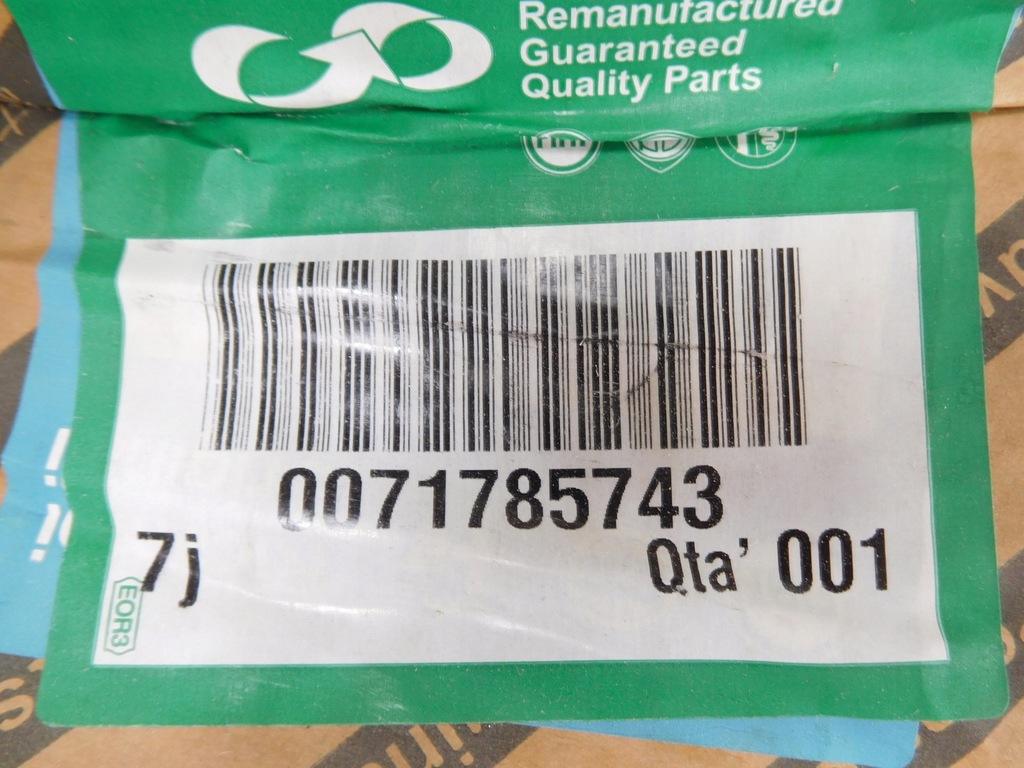 Remanufactured
Guaranteed
Quality Parts
0071785743
7j
Qta' 001
EOR3